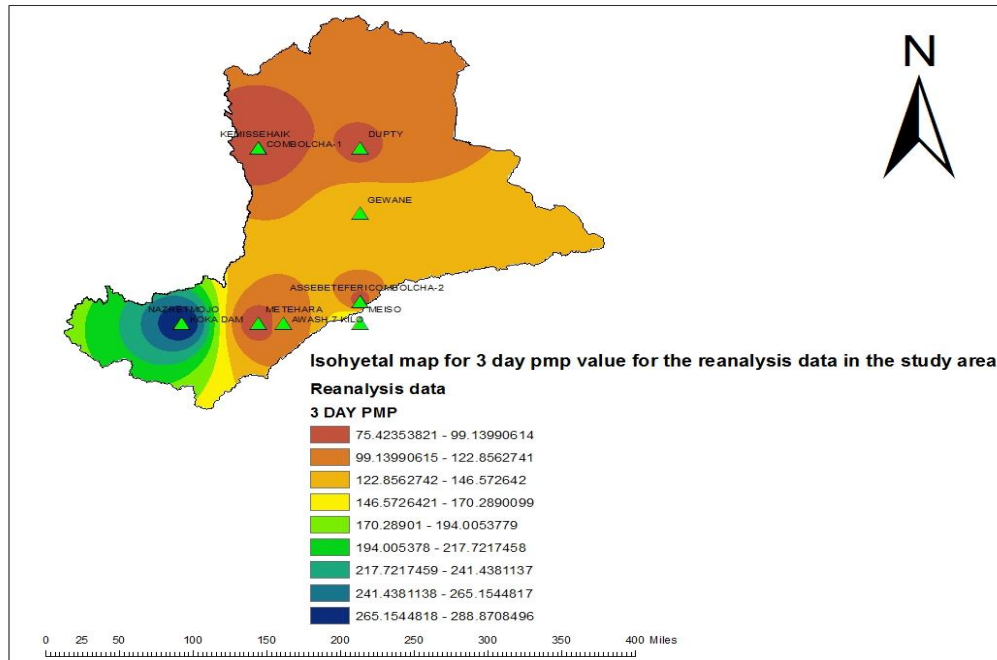 N
KEMISSEHAIK
COMBOLCHA-1
DUPTY
GEWANE
ASSEBETEFERICOMBOLCHA-2
NAZRETMOJO
METEHARA
MEISO
KOKA DAM
AWASH 7 KILO
Isohyetal map for 3 day pmp value for the reanalysis data in the study area
Reanalysis data
3 DAY PMP
75.42353821 - 99.13990614
99.13990615 - 122.8562741
122.8562742 - 146.572642
146.5726421 - 170.2890099
170.28901 - 194.0053779
194.005378 - 217.7217458
217.7217459 - 241.4381137
241.4381138 - 265.1544817
265.1544818 - 288.8708496
0 25 50 100 150 200 250 300 350 400 Miles